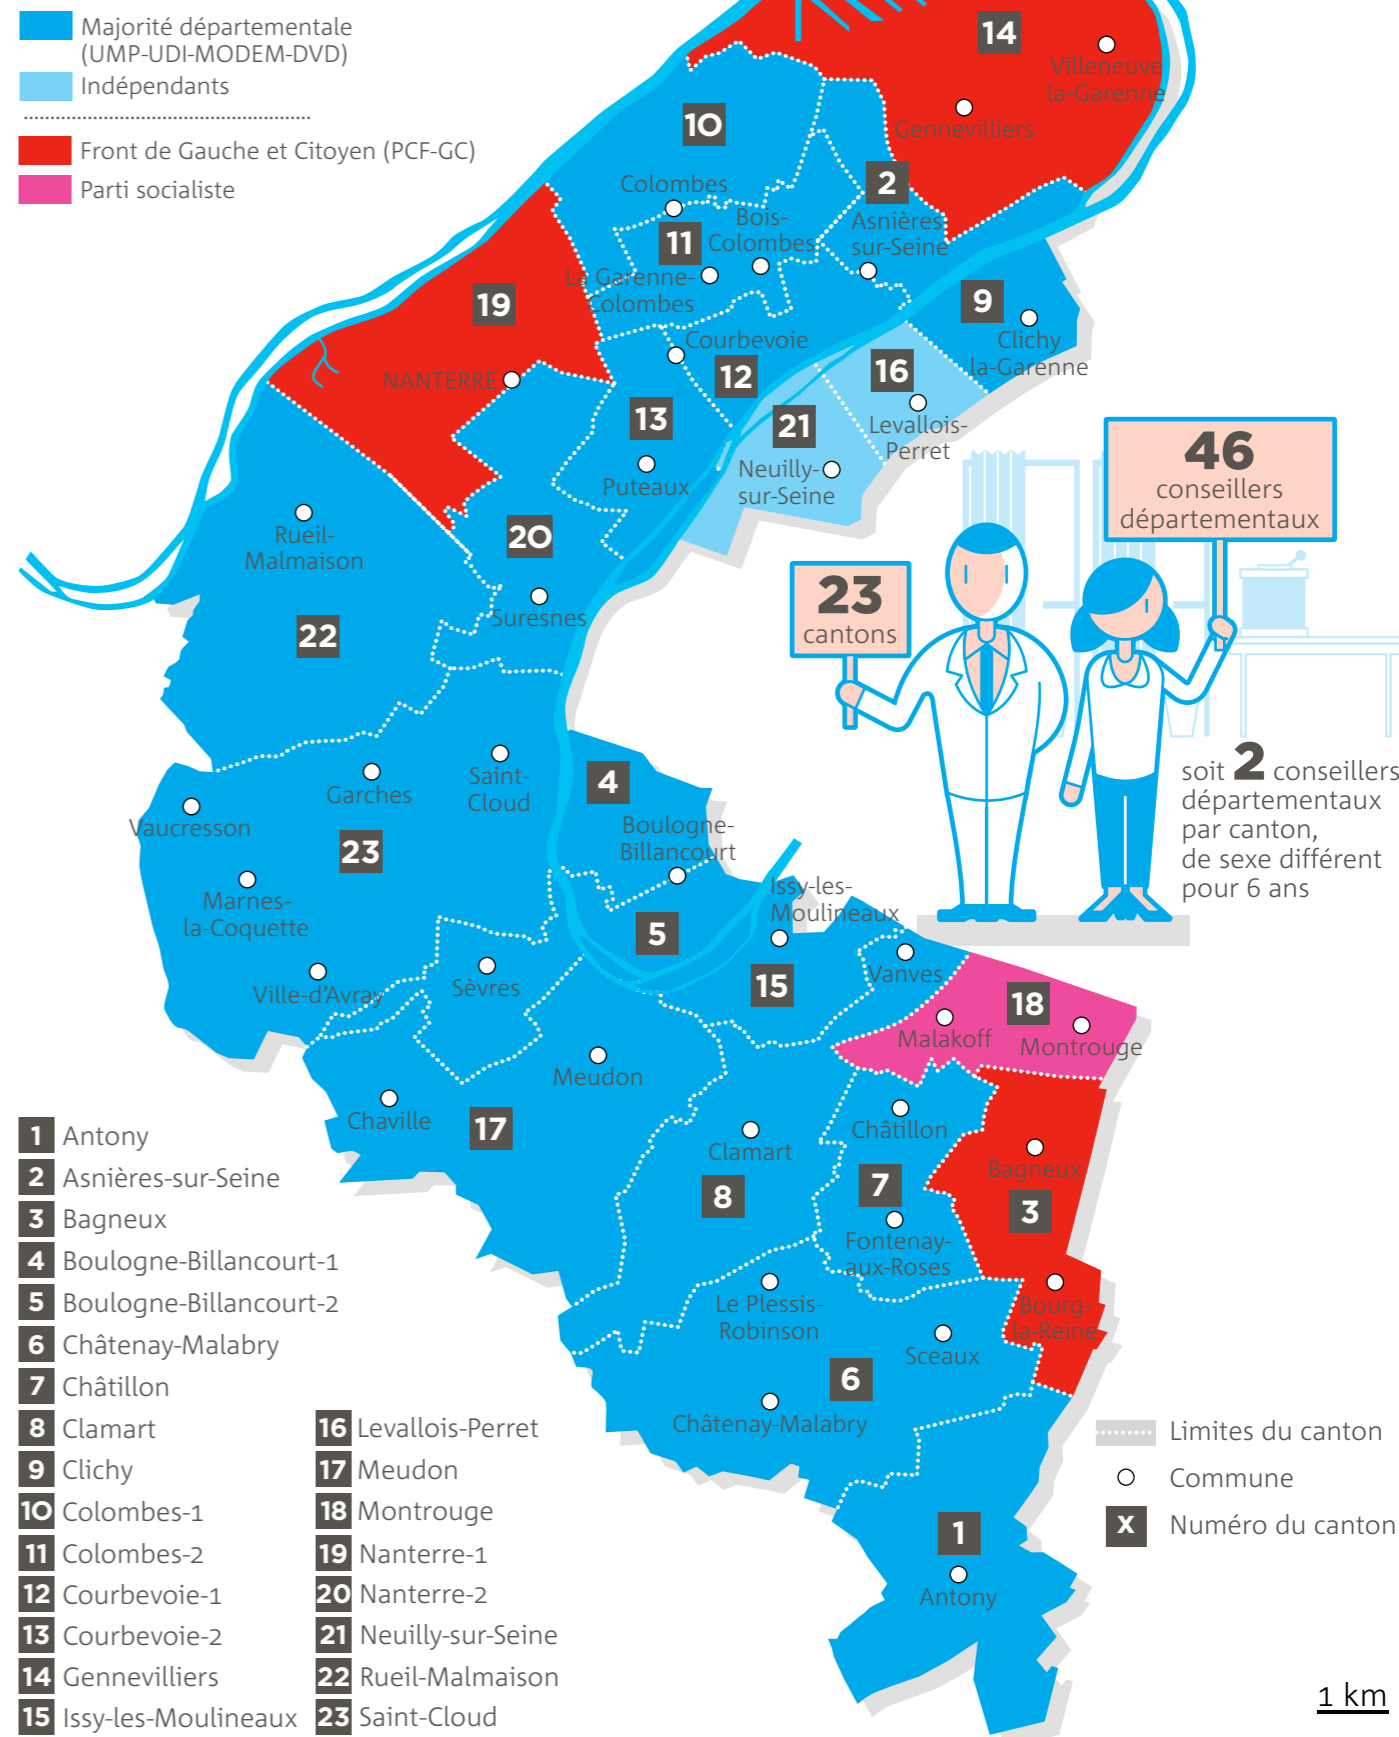 Majorité départementale
(UMP-UDI-MODEM-DVD)
Indépendants
Front de Gauche et Citoyen (PCF-GC)
Parti socialiste
14
Villeneuve
la-Garenne
Gennevilliers
10
Colombes
2
Asnières
sur-Seine
Bois-
Colombes
11
La Garenne-
Colombes
19
NANTERRE
9
Clichy
la-Garenne
Courbevoie
12
16
Levallois-
Perret
13
Puteaux
21
Neuilly-
sur-Seine
46
conseillers
départementaux
23
cantons
soit 2 conseillers
départementaux
par canton,
de sexe différent
pour 6 ans
Rueil-
Malmaison
20
Suresnes
22
Garches
Saint-
Cloud
4
Vaucresson
Boulogne-
Billancourt
23
Marnes-
la-Coquette
Issy-les-
Moulineaux
5
Ville-d'Avray
Sèvres
15
Vanves
18
Malakoff
Montrouge
Meudon
Chaville
17
Clamart
Châtillon
Bagneux
8
7
3
Fontenay-
aux-Roses
Le Plessis-
Robinson
Bourg-
la-Reine
Sceaux
6
Châtenay-Malabry
1
Antony
1 Antony
2 Asnières-sur-Seine
3 Bagneux
4 Boulogne-Billancourt-1
5 Boulogne-Billancourt-2
6 Châtenay-Malabry
7 Châtillon
8 Clamart
9 Clichy
10 Colombes-1
11 Colombes-2
12 Courbevoie-1
13 Courbevoie-2
14 Gennevilliers
15 Issy-les-Moulineaux
16 Levallois-Perret
17 Meudon
18 Montrouge
19 Nanterre-1
20 Nanterre-2
21 Neuilly-sur-Seine
22 Rueil-Malmaison
23 Saint-Cloud
Limites du canton
Commune
X Numéro du canton
1 km